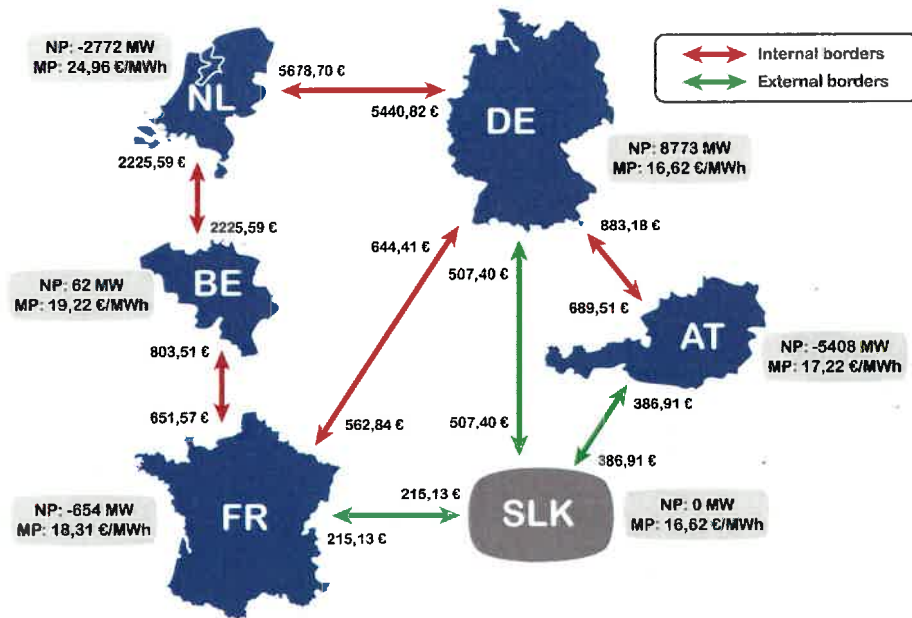 NP: -2772 MW
MP: 24,96 €/MWh
NL
5678,70 €
5440,82 €
DE
Internal borders
External borders
NP: 8773 MW
MP: 16,62 €/MWh
2225,59 €
2225,59 €
644,41 €
507,40 €
883,18 €
BE
NP: 62 MW
MP: 19,22 €/MWh
689,51 €
AT
NP: -5408 MW
MP: 17,22 €/MWh
803,51 €
651,57 €
562,84 €
507,40 €
386,91 €
386,91 €
NP: -654 MW
MP: 18,31 €/MWh
FR
215,13 €
215,13 €
SLK
NP: 0 MW
MP: 16,62 €/MWh